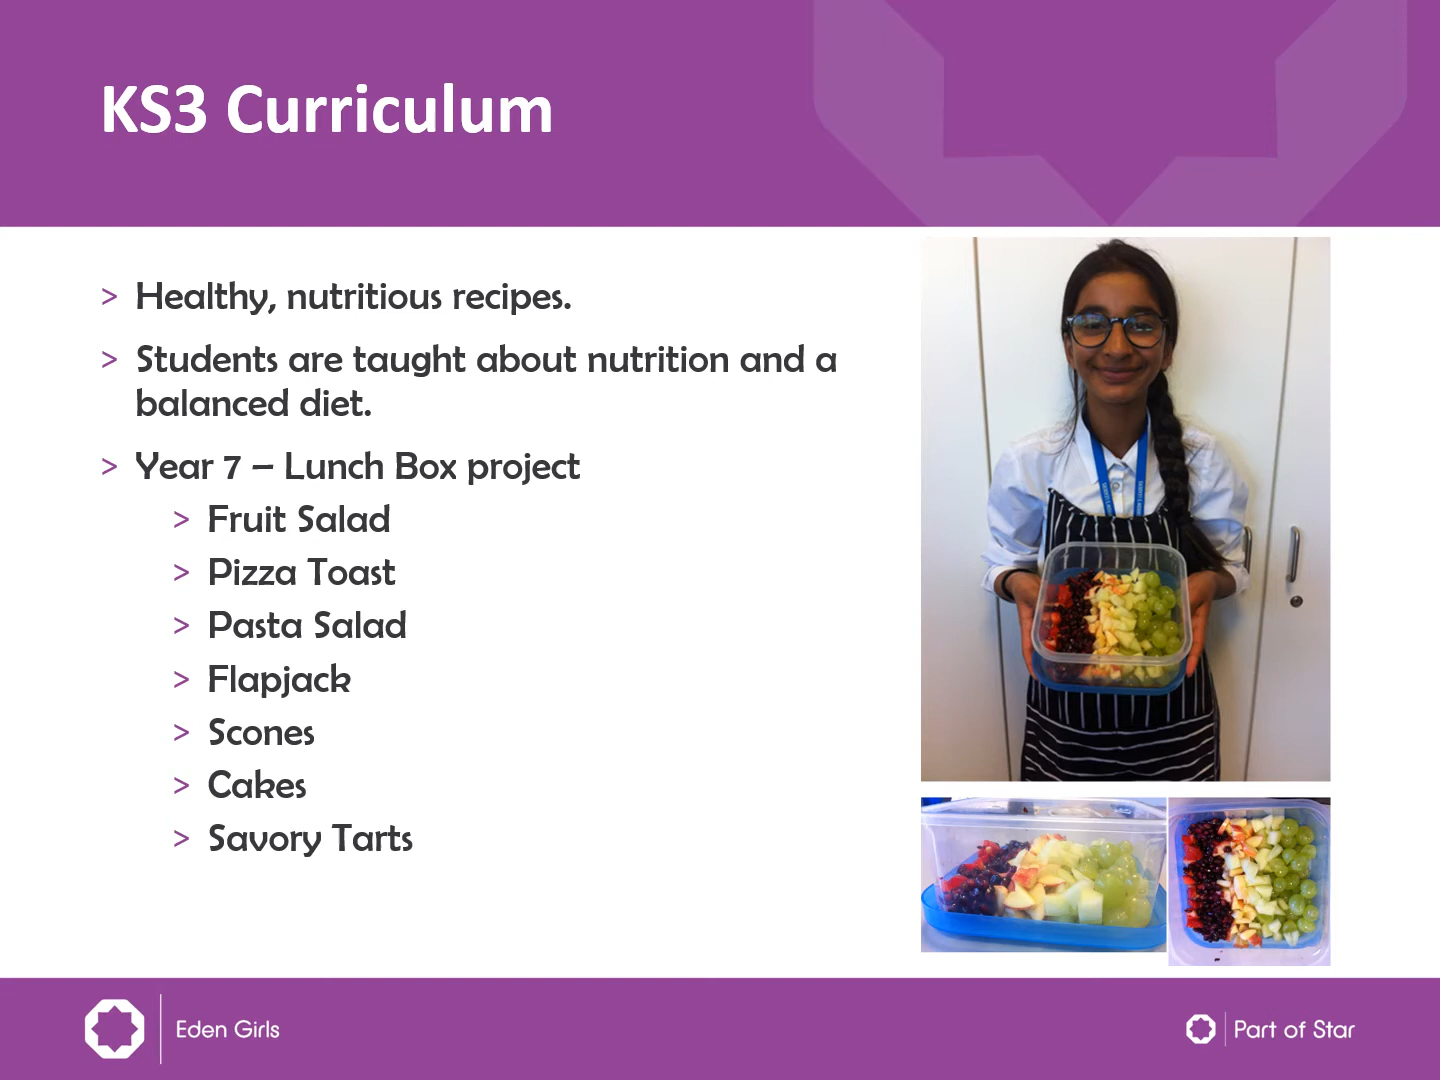 KS3 Curriculum
> Healthy, nutritious recipes.
> Students are taught about nutrition and a
balanced diet.
> Year 7 – Lunch Box project
> Fruit Salad
> Pizza Toast
> Pasta Salad
> Flapjack
> Scones
> Cakes
> Savory Tarts
Eden Girls
Part of Star